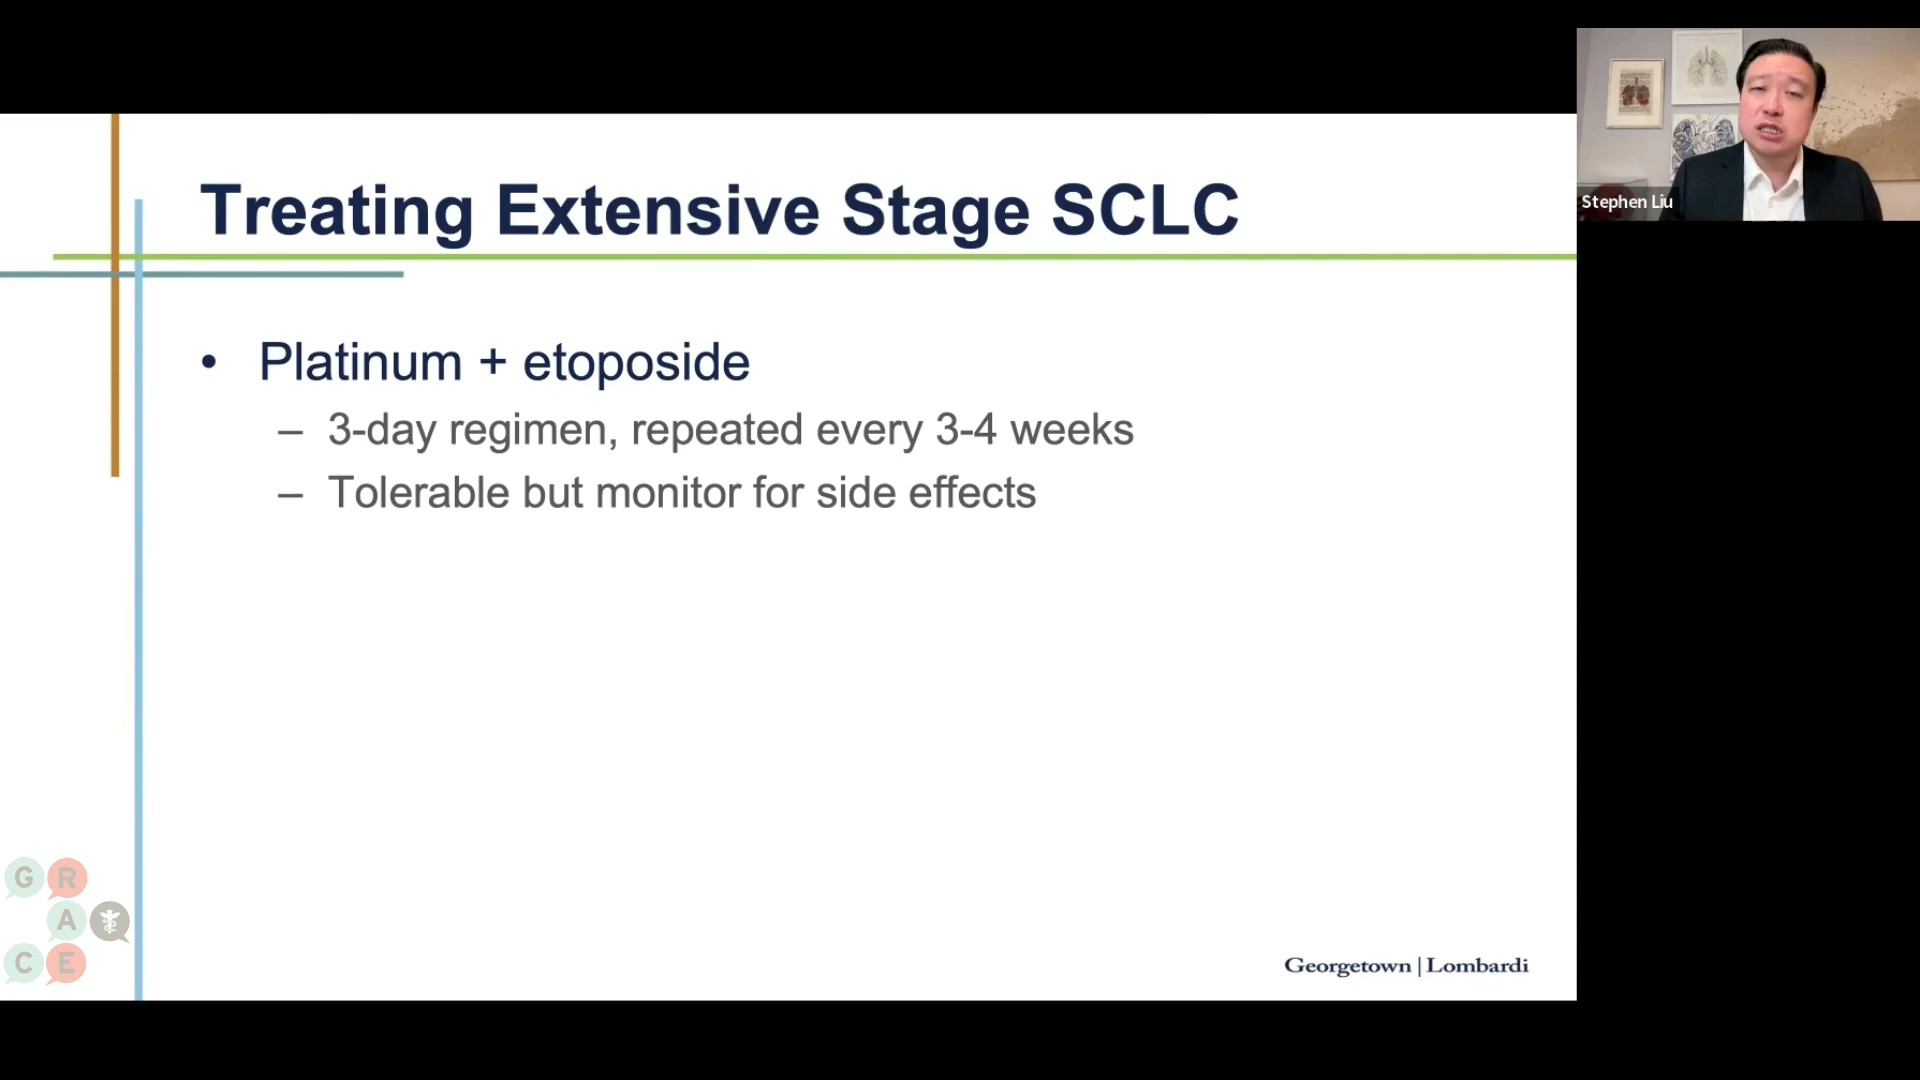 Treating Extensive Stage SCLC
• Platinum + etoposide
– 3-day regimen, repeated every 3-4 weeks
– Tolerable but monitor for side effects
Stephen Liu
G R
A
C E
Georgetown | Lombardi